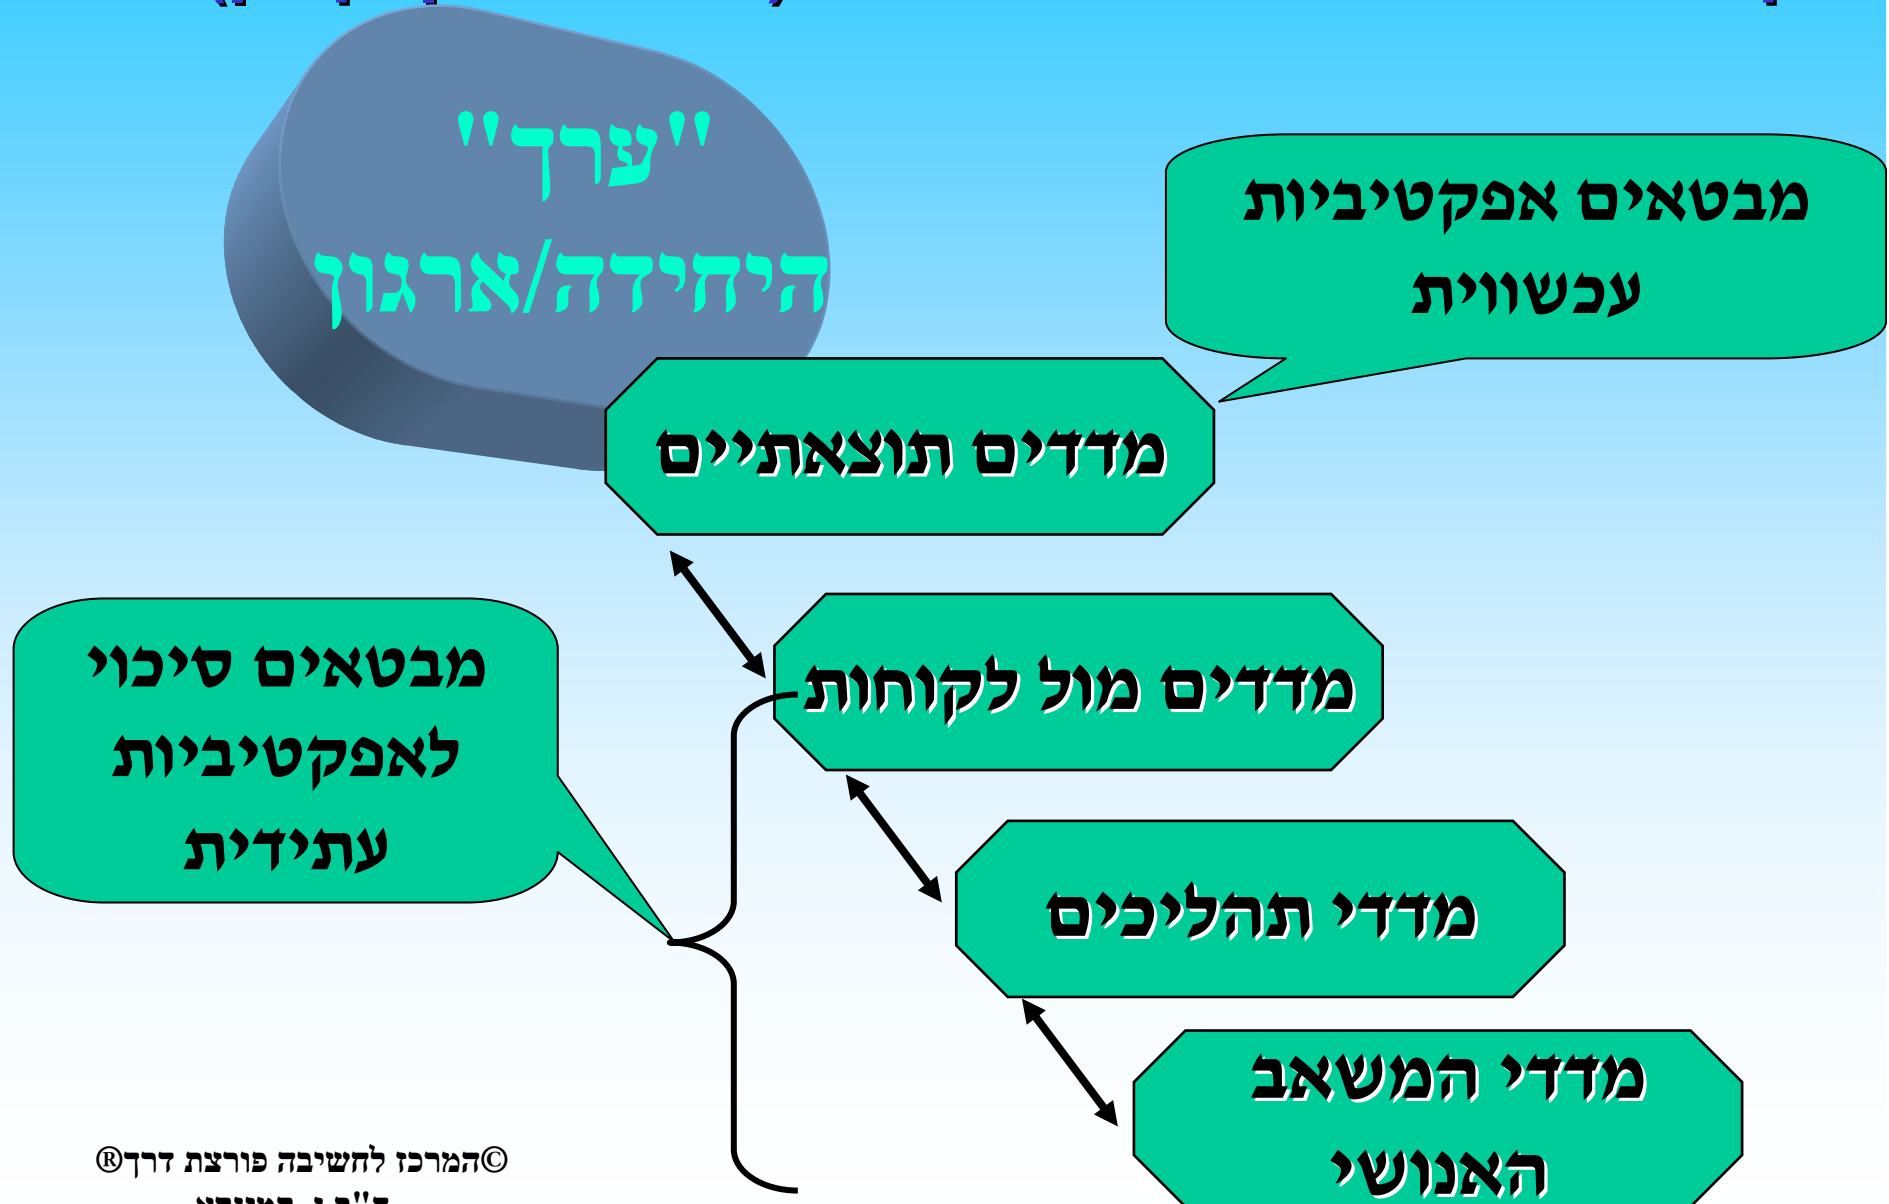 "ערך"
היחידה/ארגון
מבטאים אפקטיביות
עכשווית
מדדים תוצאתיים
מדדים מול לקוחות
מבטאים סיכוי
לאפקטיביות
עתידית
מדדי תהליכים
מדדי המשאב
האנושי
©המרכז לחשיבה פורצת דרך®